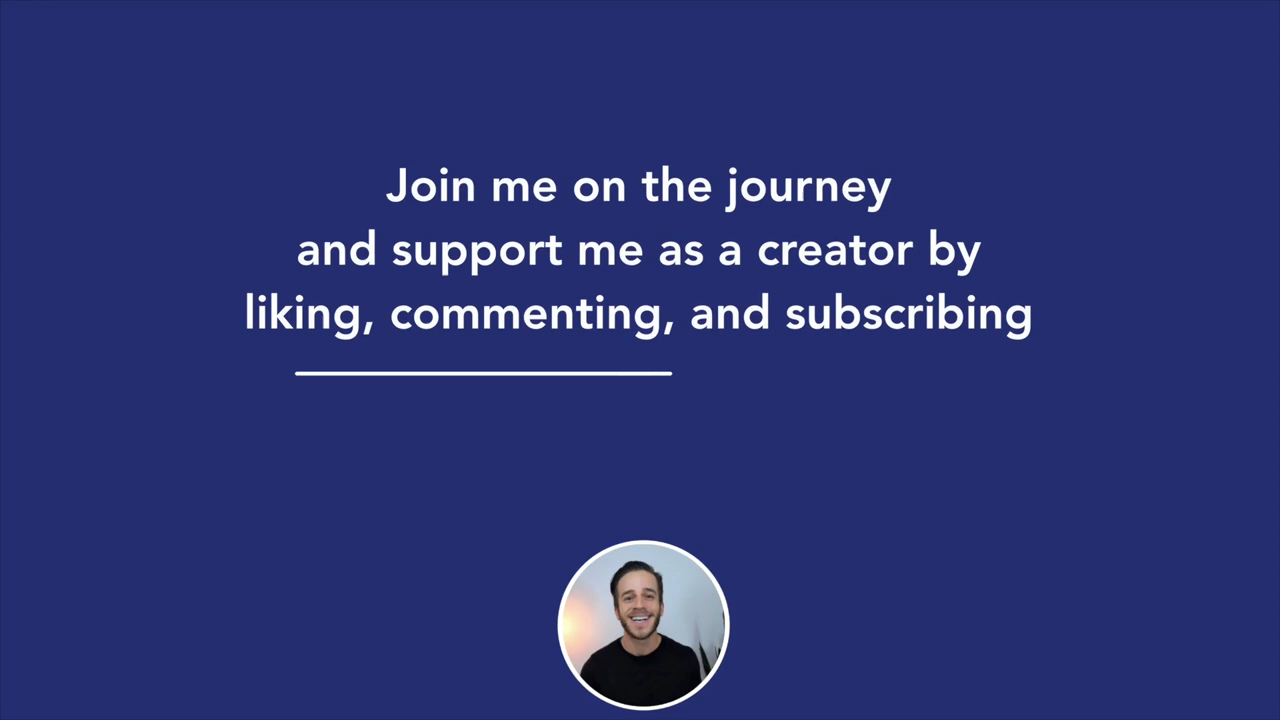 Join me on the journey
and support me as a creator by
liking, commenting, and subscribing